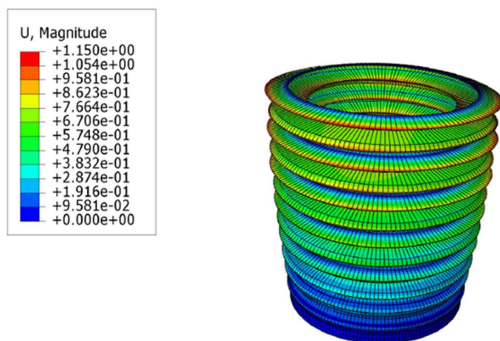 U, Magnitude
+1.150e+00
+1.054e+00
+9.581e-01
+8.623e-01
+7.664e-01
+6.706e-01
+5.748e-01
+4.790e-01
+3.832e-01
+2.874e-01
+1.916e-01
+9.581e-02
+0.000e+00